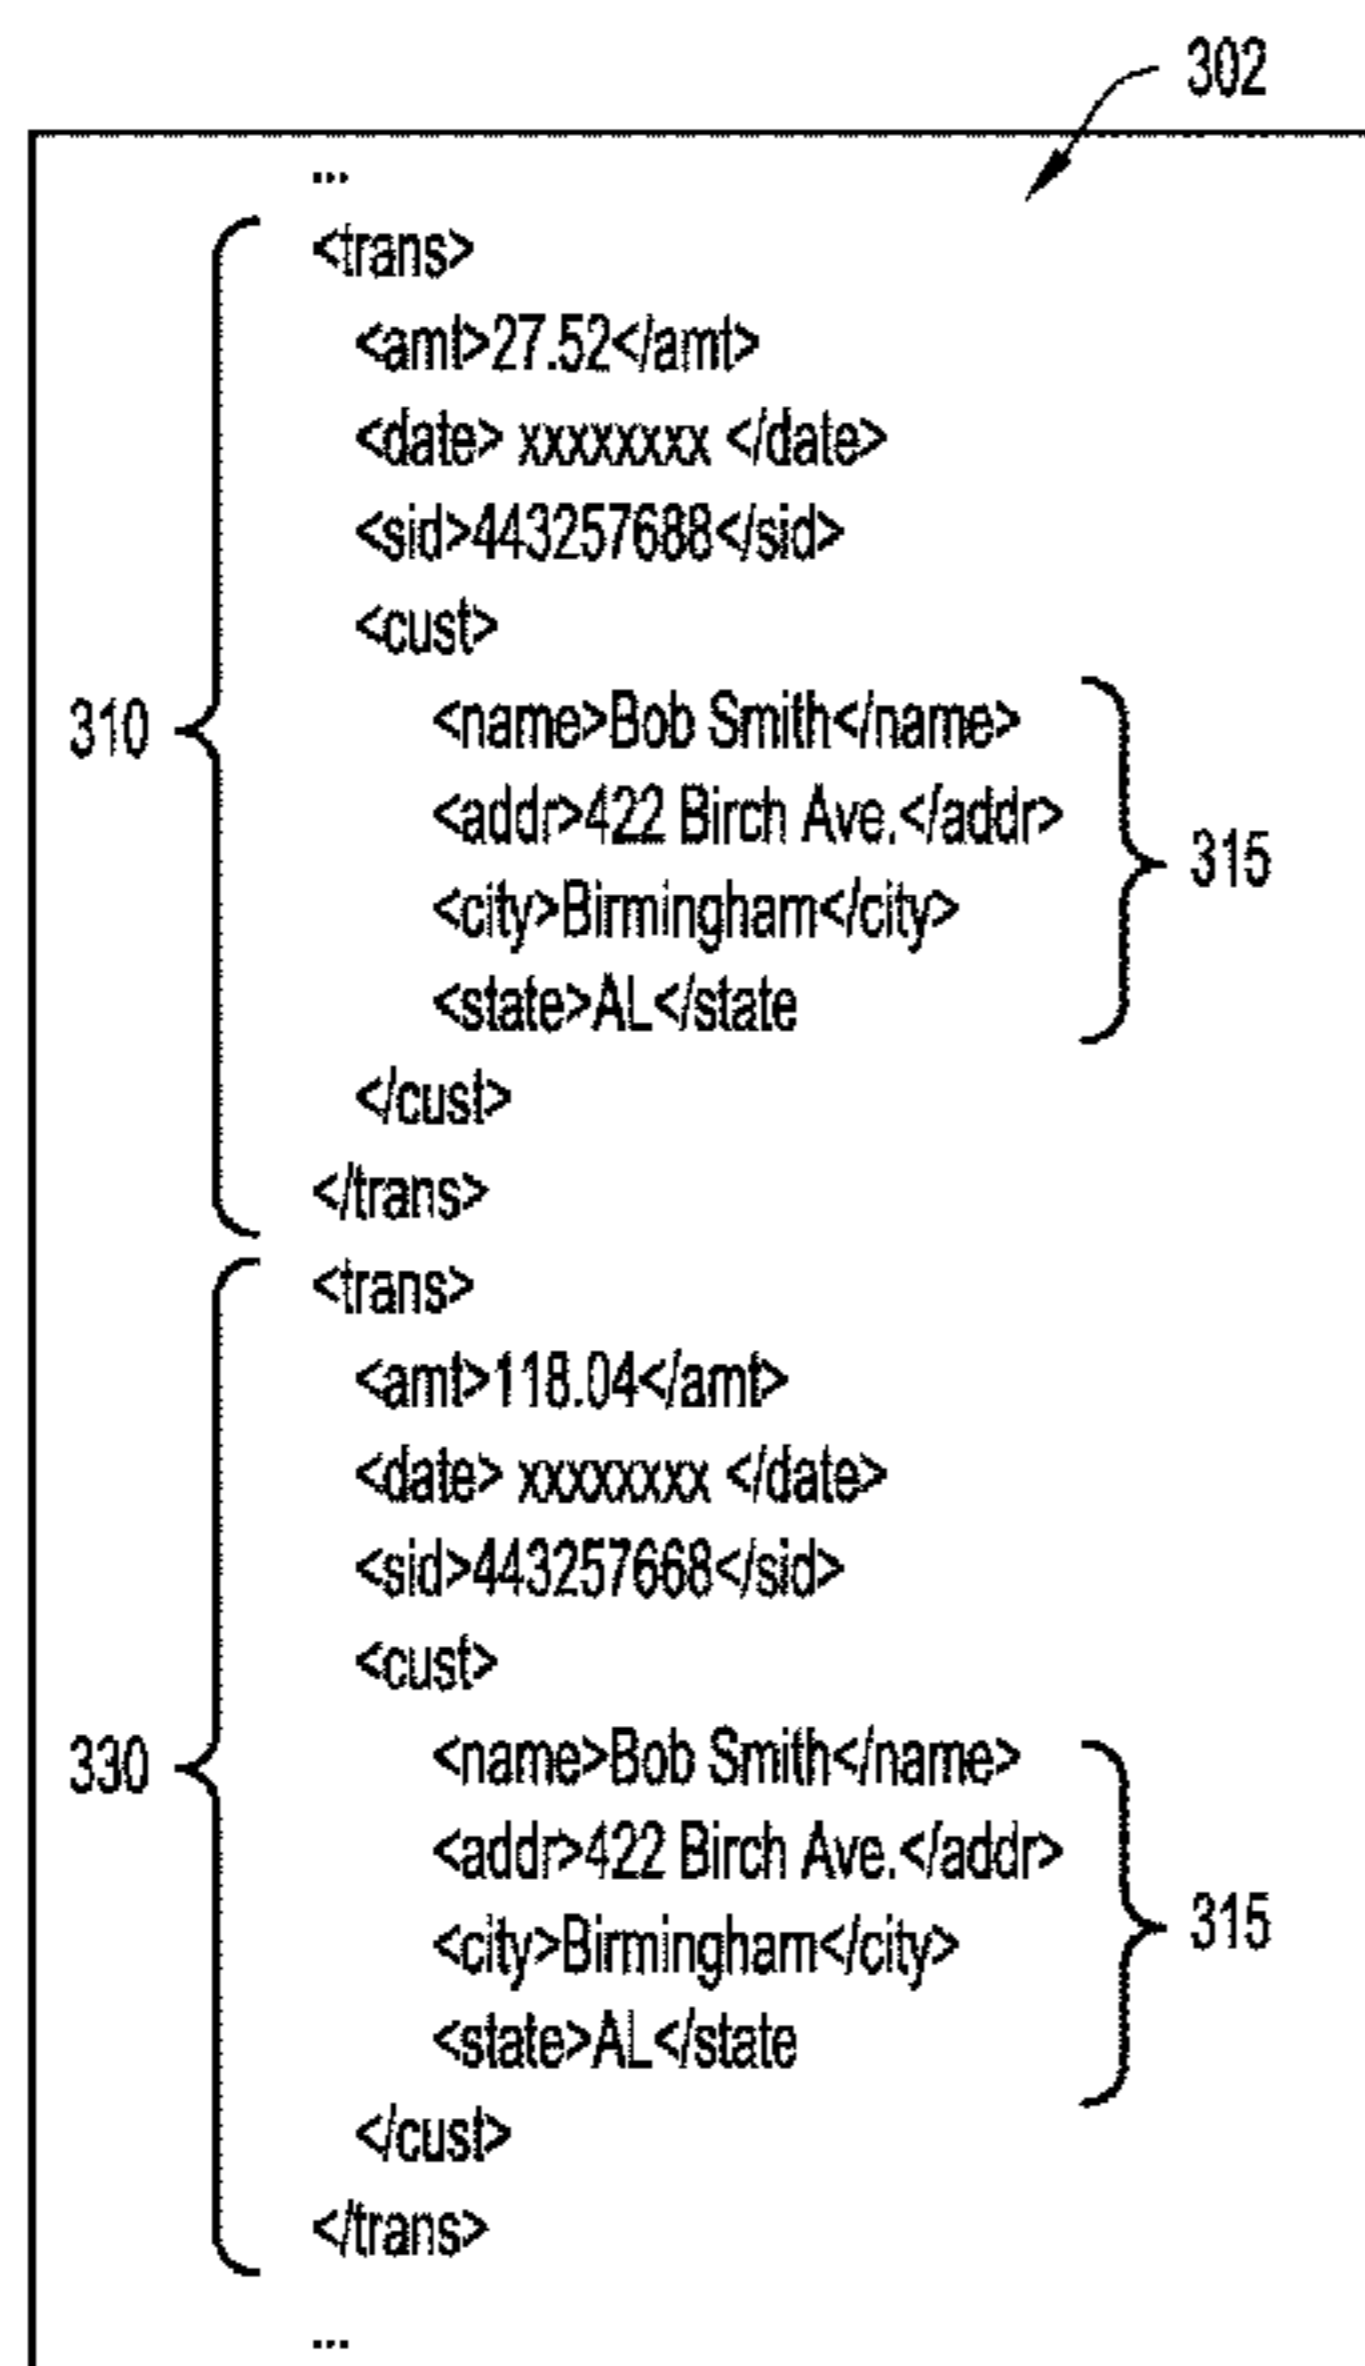 302
...
<trans>
<amt>27.52</amt>
<date> xxxxxxxx </date>
<sid>443257688</sid>
<cust>
310
<name>Bob Smith</name>
<addr>422 Birch Ave.</addr>
315
<city>Birmingham</city>
<state>AL</state
</cust>
</trans>
<trans>
<amt>118.04</amt>
<date> xxxxxxxx </date>
<sid>443257668</sid>
<cust>
330
<name>Bob Smith</name>
<addr>422 Birch Ave.</addr>
315
<city>Birmingham</city>
<state>AL</state
</cust>
</trans>
...